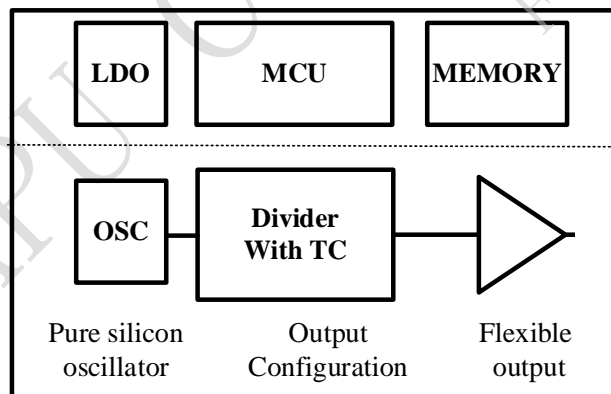 LDO
MCU
MEMORY
OSC
Divider
With TC
Pure silicon
oscillator
Output
Configuration
Flexible
output